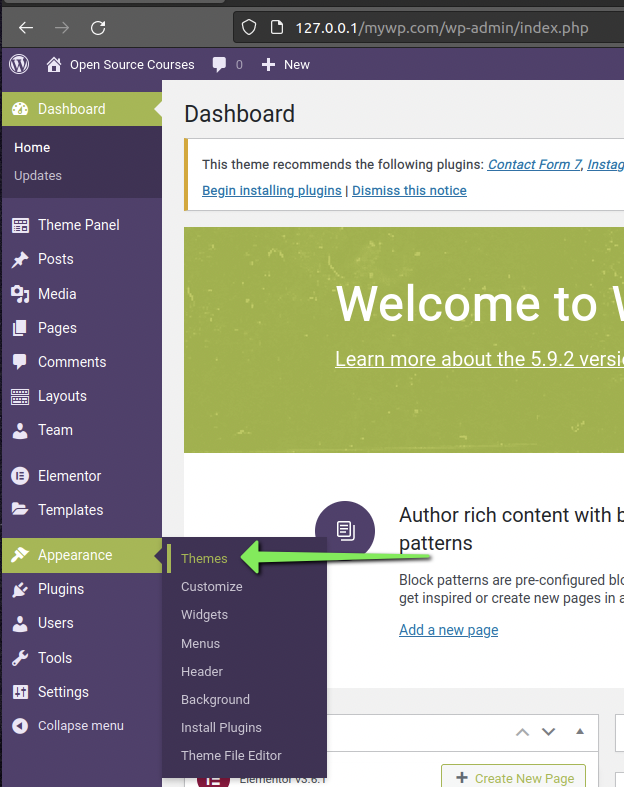 127.0.0.1/mywp.com/wp-admin/index.php
Open Source Courses 0 New
Dashboard
Home
Updates
Theme Panel
Posts
Media
Pages
Comments
Layouts
Team
Elementor
Templates
Appearance
Plugins
Users
Tools
Settings
Collapse menu
Themes
Customize
Widgets
Menus
Header
Background
Install Plugins
Theme File Editor
Dashboard
This theme recommends the following plugins: Contact Form 7, Instag
Begin installing plugins | Dismiss this notice
Welcome to W
Learn more about the 5.9.2 versi
Author rich content with b
patterns
Block patterns are pre-configured blo
get inspired or create new pages in a
Add a new page
Elementor v3.6.1
Create New Page